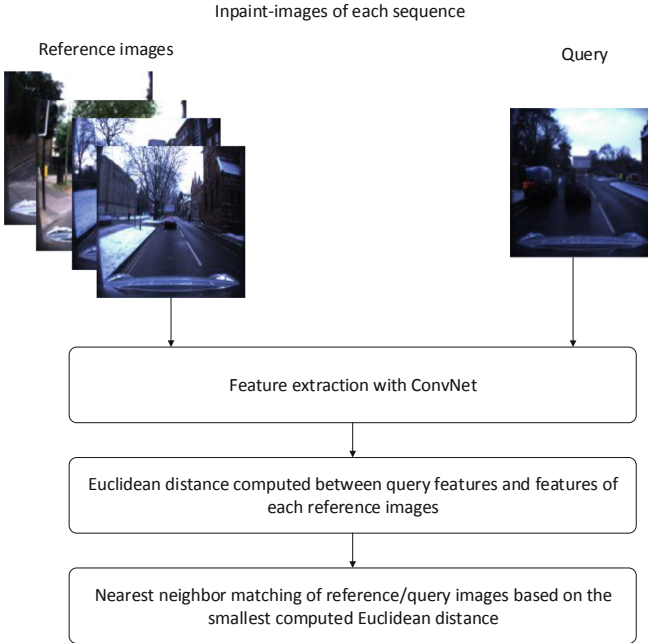 Inpaint-images of each sequence
Reference images
Query
Feature extraction with ConvNet
Euclidean distance computed between query features and features of
each reference images
Nearest neighbor matching of reference/query images based on the
smallest computed Euclidean distance